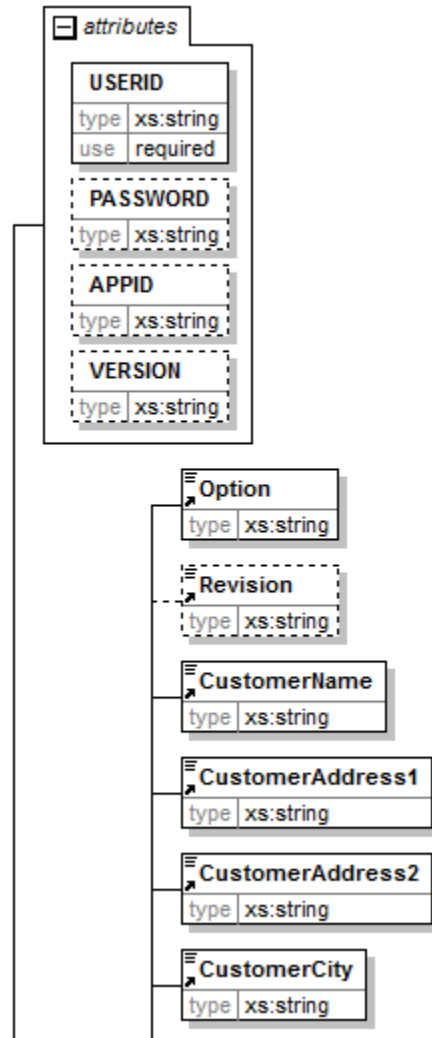 attributes
USERID
type xs:string
use required
PASSWORD
type xs:string
APPID
type xs:string
VERSION
type xs:string
Option
type xs:string
Revision
type xs:string
CustomerName
type xs:string
CustomerAddress1
type xs:string
CustomerAddress2
type xs:string
CustomerCity
type xs:string